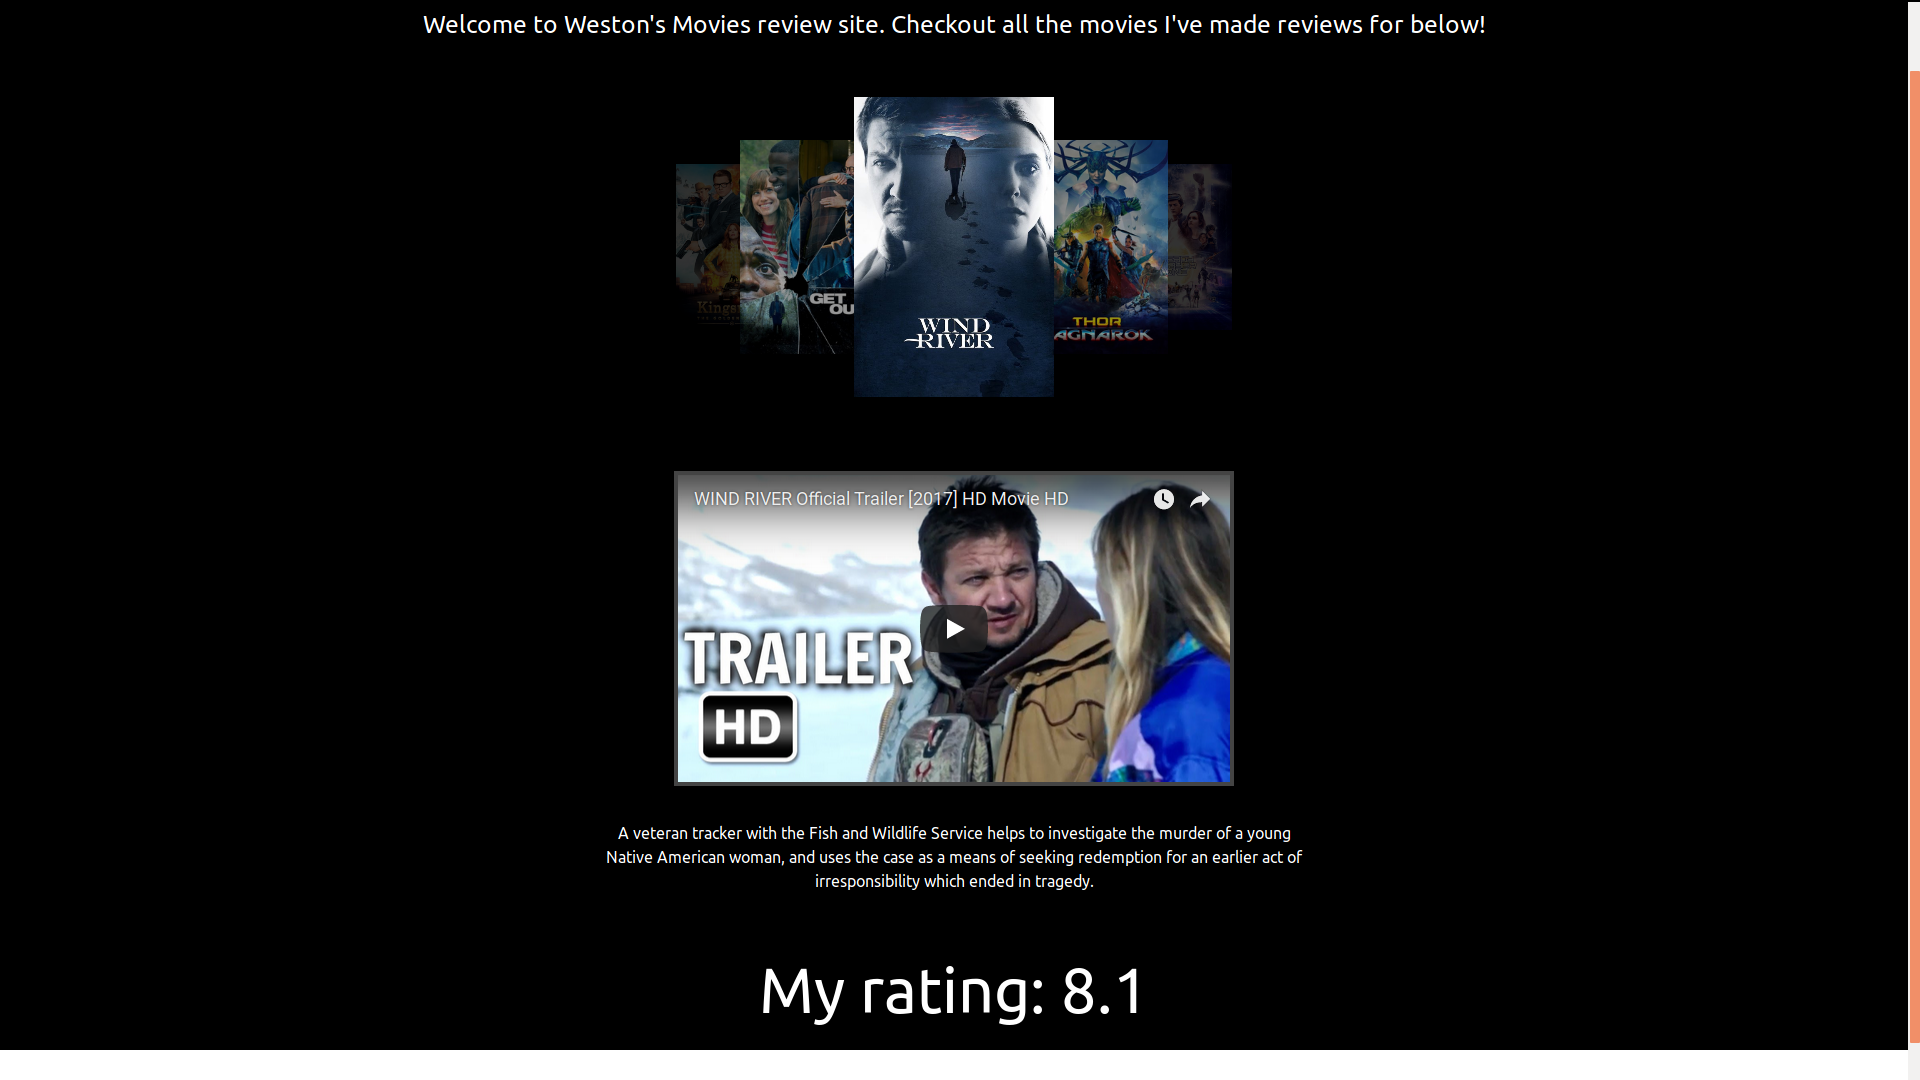 Welcome to Weston's Movies review site. Checkout all the movies I've made reviews for below!
GET
OU
WIND
RIVER
THOR
AGNAROK
WIND RIVER Official Trailer [2017] HD Movie HD
TRAILER
HD
A veteran tracker with the Fish and Wildlife Service helps to investigate the murder of a young
Native American woman, and uses the case as a means of seeking redemption for an earlier act of
irresponsibility which ended in tragedy.
My rating: 8.1